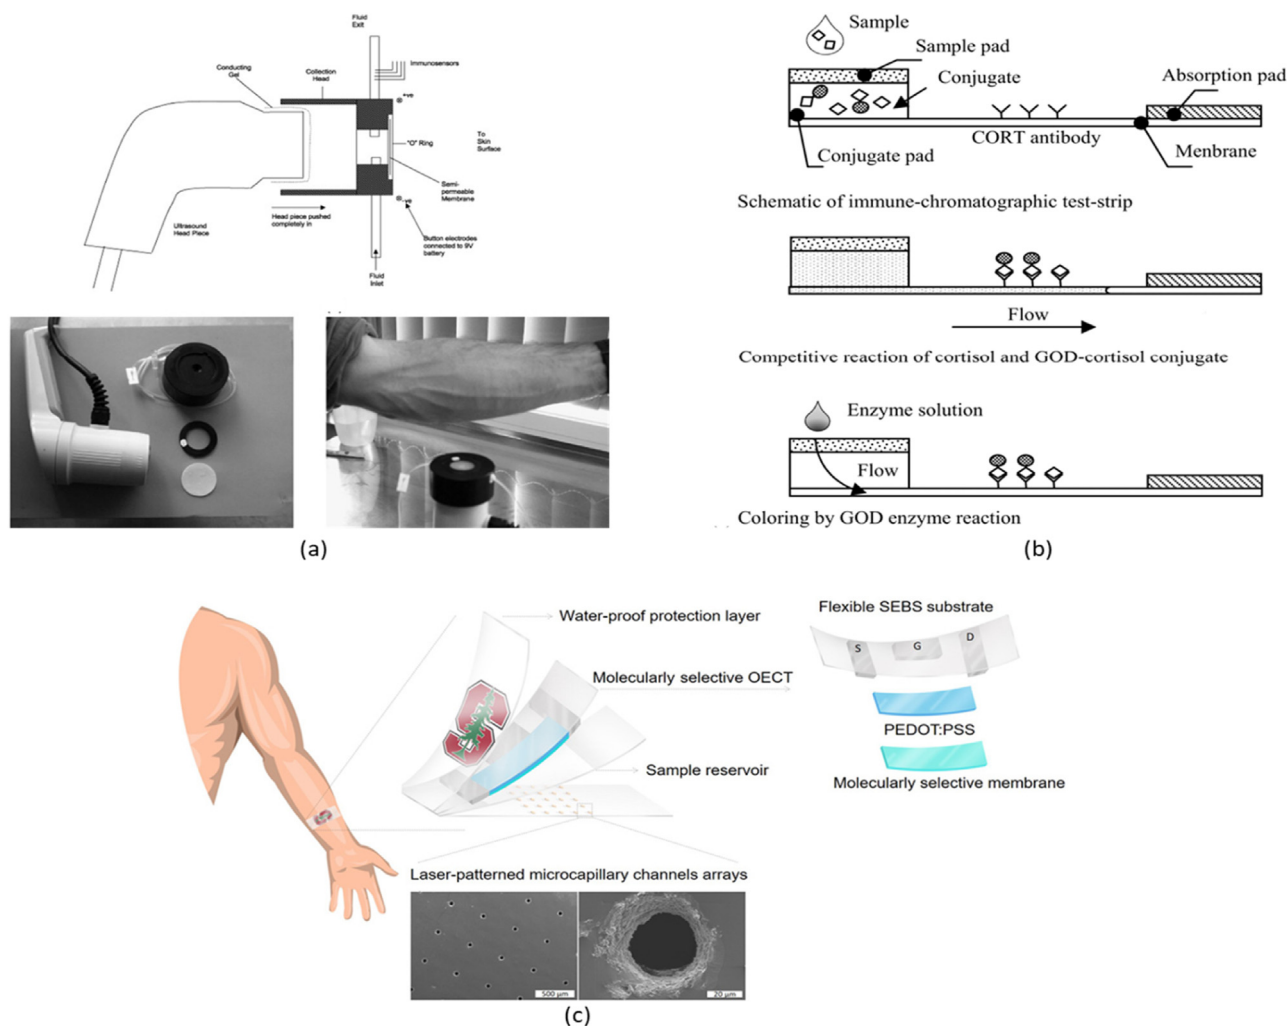 Fluid
Exit
Immunosensors
Conducting
Gel
Collection
Head
+ve
"O" Ring
To
Skin
Surface
Semi-
permeable
Membrane
-ve
Head piece pushed
completely in
Ultrasound
Head Piece
Button electrodes
connected to 9V
battery
Fluid
Inlet
(a)
Sample
Sample pad
Conjugate
Absorption pad
CORT antibody
Conjugate pad
Menbrane
Schematic of immune-chromatographic test-strip
Flow
Competitive reaction of cortisol and GOD-cortisol conjugate
Enzyme solution
Flow
Coloring by GOD enzyme reaction
(b)
Water-proof protection layer
Molecularly selective OECT
Sample reservoir
Flexible SEBS substrate
S
G
D
PEDOT:PSS
Molecularly selective membrane
Laser-patterned microcapillary channels arrays
500 µm
20 µm
(c)